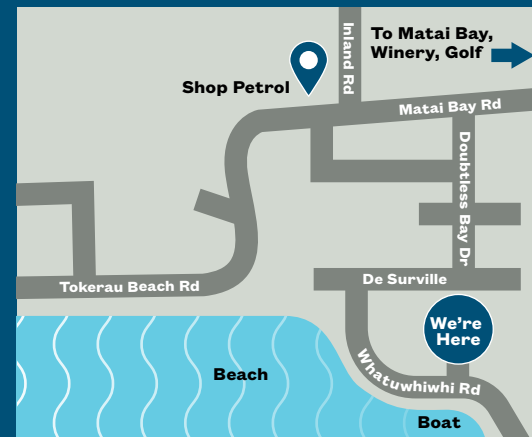 To Matai Bay,
Winery, Golf
Inland Rd
Shop Petrol
Matai Bay Rd
Doubtless Bay Dr
De Surville
Tokerau Beach Rd
We're
Here
Whatuwhiwhi Rd
Beach
Boat